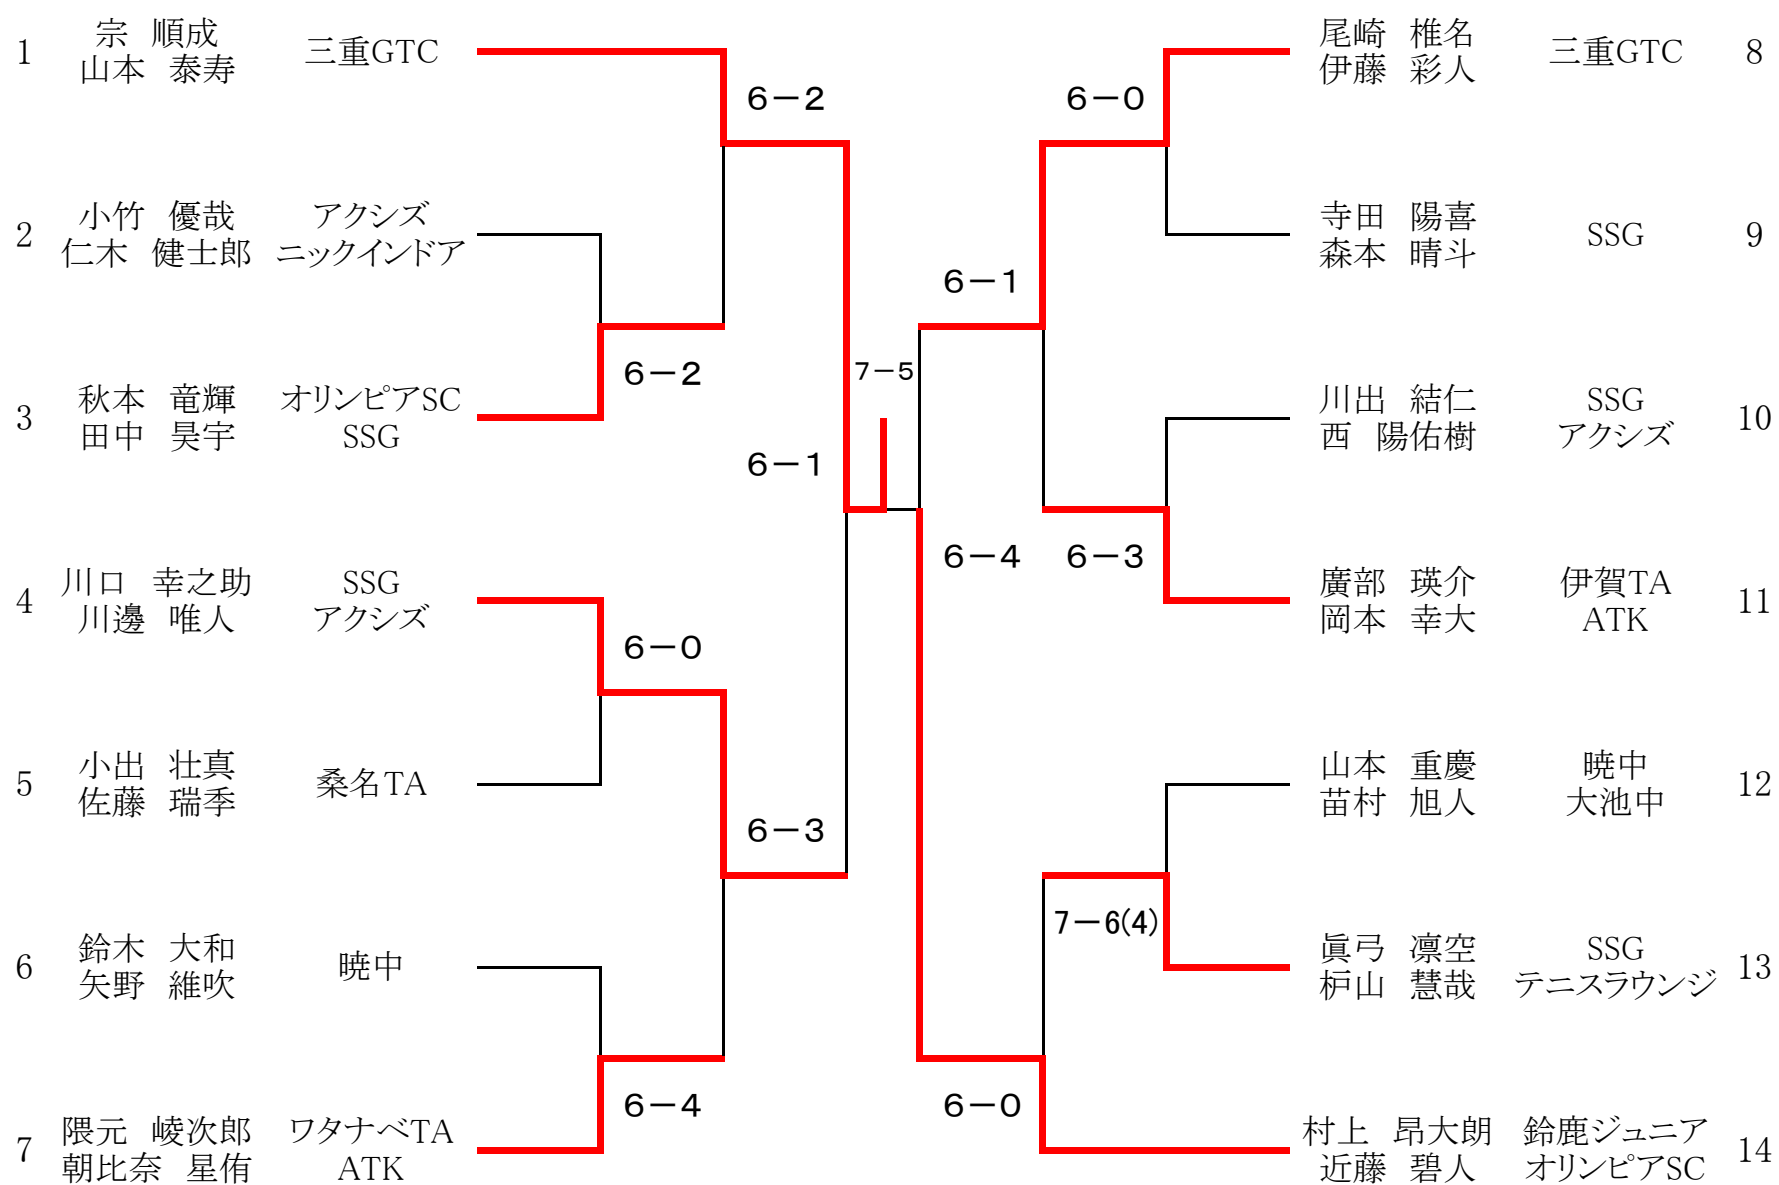 1 宗 順成 三重GTC
山本 泰寿
6－2
2 小竹 優哉 アクシズ
仁木 健士郎 ニックインドア
6－2
3 秋本 竜輝 オリンピアSC
田中 昊宇 SSG
6－1
4 川口 幸之助 SSG
川邊 唯人 アクシズ
6－0
5 小出 壮真 桑名TA
佐藤 瑞季
6－3
6 鈴木 大和 暁中
矢野 維吹
6－4
7 隈元 崚次郎 ワタナベTA
朝比奈 星侑 ATK
7－5
尾崎 椎名 三重GTC 8
伊藤 彩人
6－0
寺田 陽喜 SSG 9
森本 晴斗
6－1
川出 結仁 SSG 10
西 陽佑樹 アクシズ
6－4
6－3
廣部 瑛介 伊賀TA 11
岡本 幸大 ATK
山本 重慶 暁中 12
苗村 旭人 大池中
7－6(4)
眞弓 凛空 SSG 13
枦山 慧哉 テニスラウンジ
6－0
村上 昂大朗 鈴鹿ジュニア 14
近藤 碧人 オリンピアSC